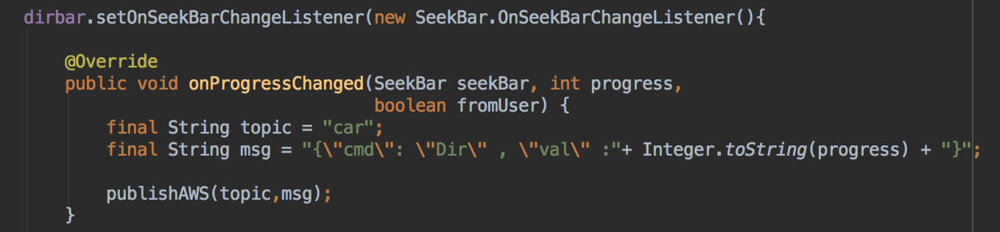 dirbar.setOnSeekBarChangeListener(new SeekBar.OnSeekBarChangeListener(){
@Override
public void onProgressChanged(SeekBar seekBar, int progress,
boolean fromUser) {
final String topic = "car";
final String msg = "{\"cmd\": \"Dir\" , \"val\" :"+ Integer.toString(progress) + "}";
publishAWS(topic,msg);
}